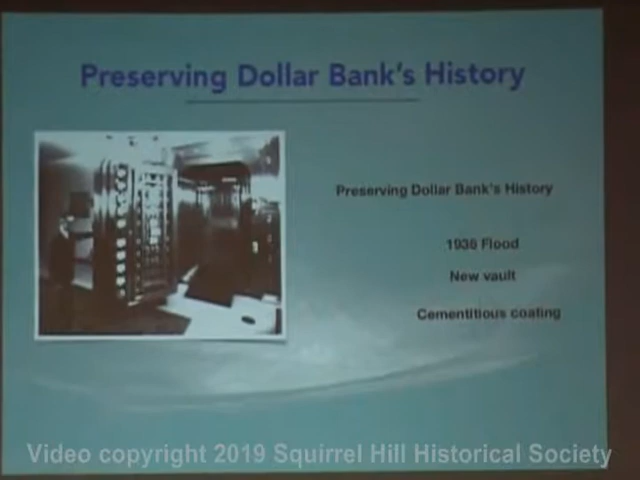 Preserving Dollar Bank's History
Preserving Dollar Bank's History
1936 Flood
New vault
Cementitious coating
Video copyright 2019 Squirrel Hill Historical Society